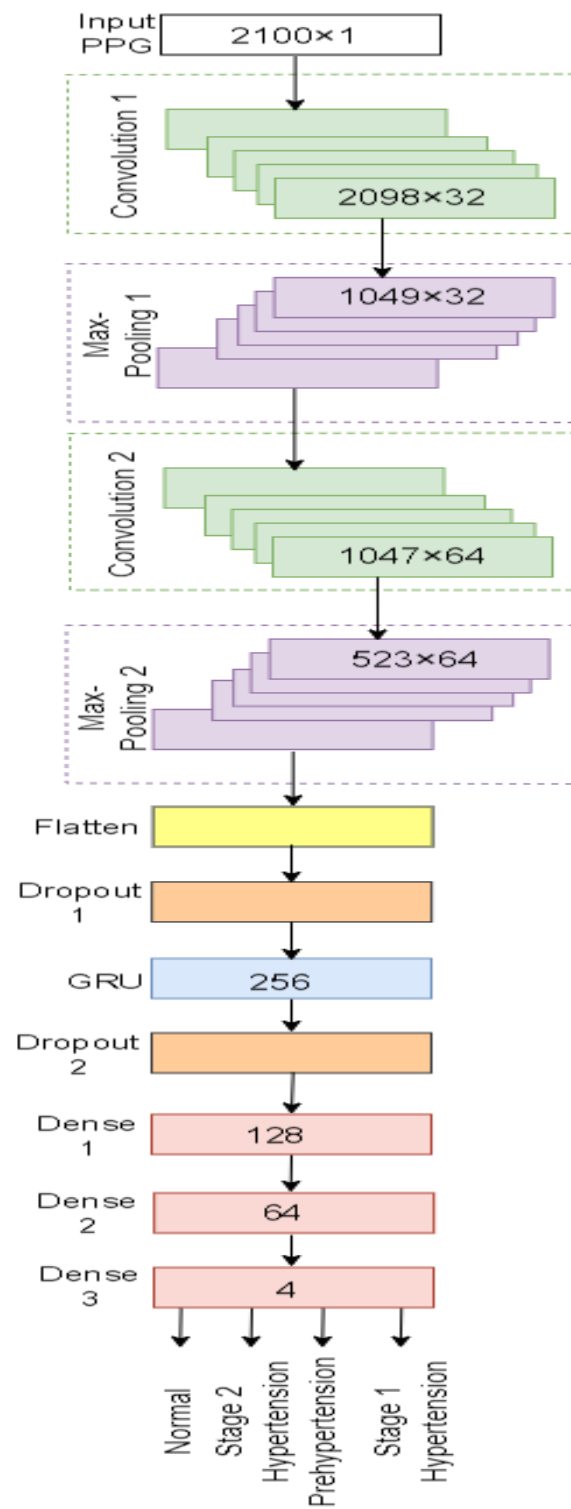 Input
PPG
2100×1
Convolution 1
2098×32
Max-
Pooling 1
1049×32
Convolution 2
1047×64
Max-
Pooling 2
523×64
Flatten
Dropout
1
GRU
256
Dropout
2
Dense
1
128
Dense
2
64
Dense
3
4
Normal
Stage 2
Hypertension
Prehypertension
Stage 1
Hypertension